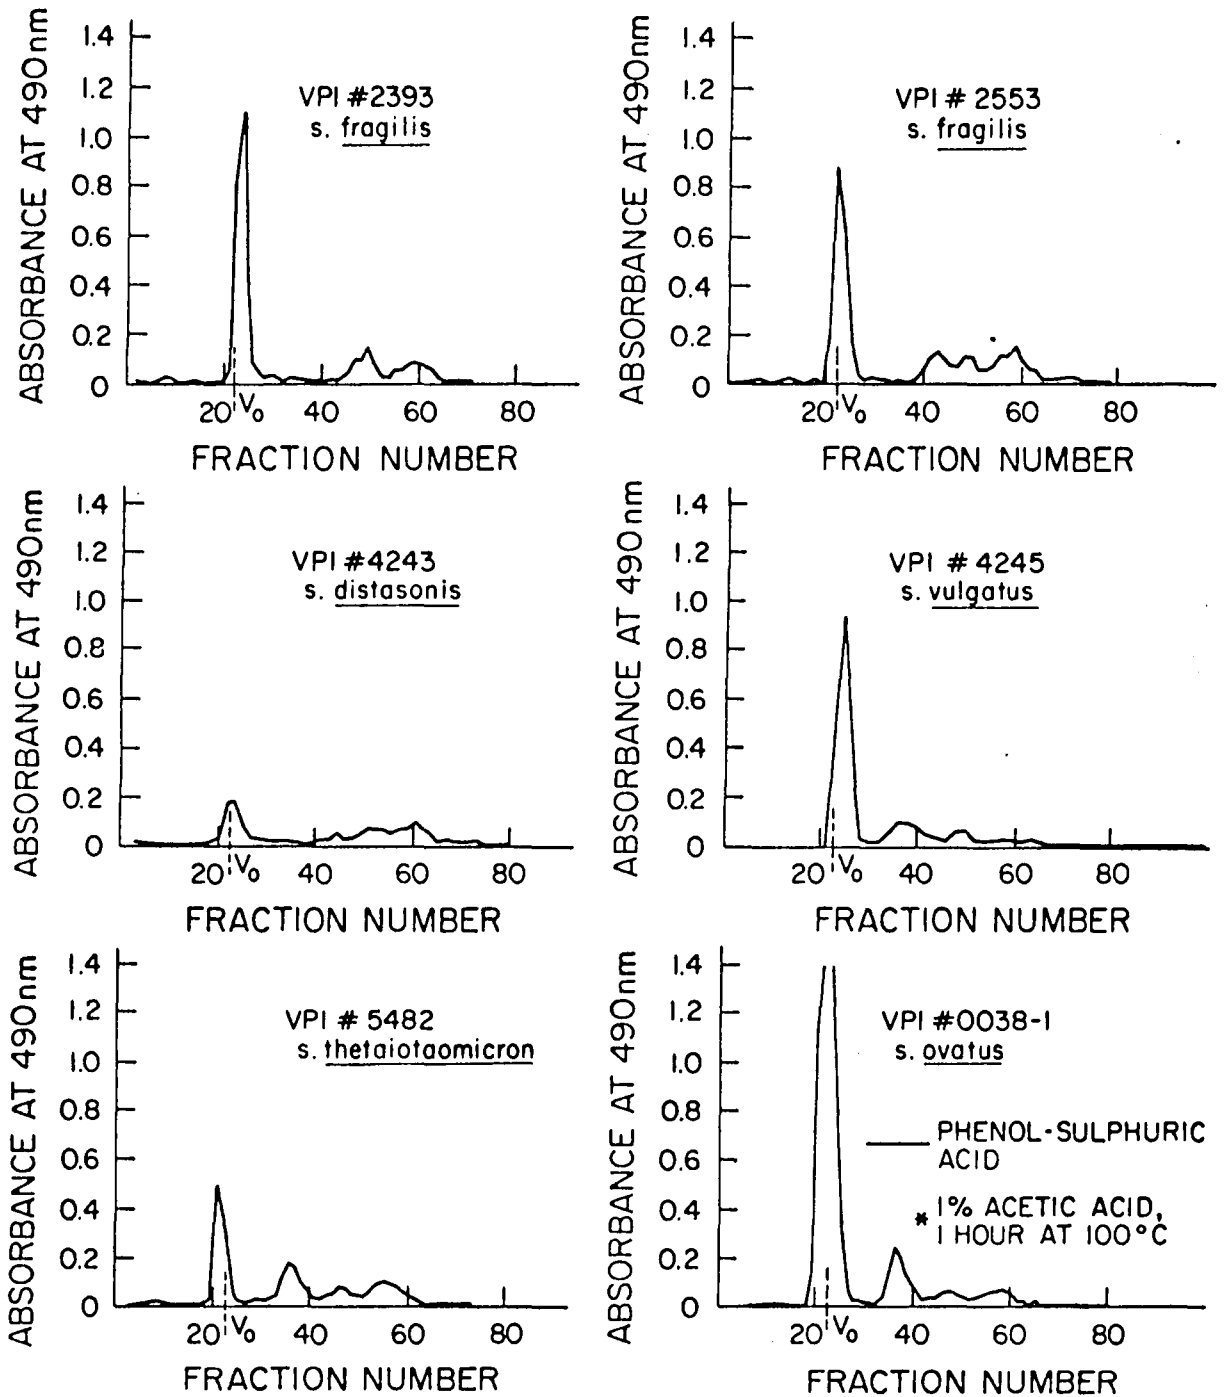 ABSORBANCE AT 490nm
1.4
1.2
1.0
0.8
0.6
0.4
0.2
0
VPI #2393
s. fragilis
20 V₀ 40 60 80
FRACTION NUMBER
ABSORBANCE AT 490nm
1.4
1.2
1.0
0.8
0.6
0.4
0.2
0
VPI # 2553
s. fragilis
20 V₀ 40 60 80
FRACTION NUMBER
ABSORBANCE AT 490nm
1.4
1.2
1.0
0.8
0.6
0.4
0.2
0
VPI #4243
s. distasonis
20 V₀ 40 60 80
FRACTION NUMBER
ABSORBANCE AT 490nm
1.4
1.2
1.0
0.8
0.6
0.4
0.2
0
VPI # 4245
s. vulgatus
20 V₀ 40 60 80
FRACTION NUMBER
ABSORBANCE AT 490nm
1.4
1.2
1.0
0.8
0.6
0.4
0.2
0
VPI # 5482
s. thetaiotaomicron
20 V₀ 40 60 80
FRACTION NUMBER
ABSORBANCE AT 490nm
1.4
1.2
1.0
0.8
0.6
0.4
0.2
0
VPI #0038-1
s. ovatus
PHENOL-SULPHURIC
ACID
* 1% ACETIC ACID,
1 HOUR AT 100°C
20 V₀ 40 60 80
FRACTION NUMBER